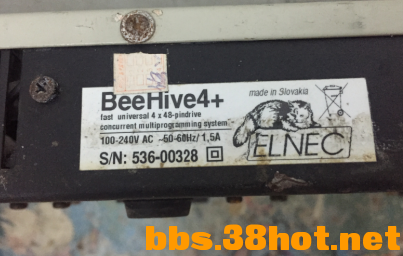 BeeHive4+
fast universal 4 x 48-pindrive
concurrent multiprogramming system
100-240V AC ~50-60Hz/ 1,5A
S/N: 536-00328
made in Slovakia
ELNEC
bbs.38hot.net